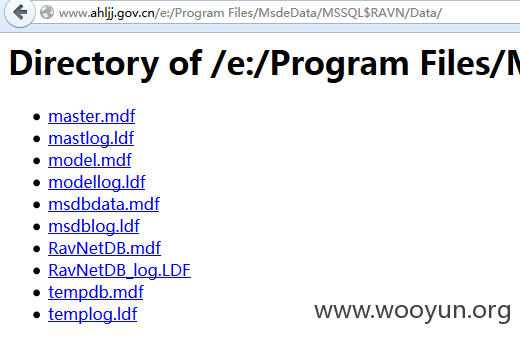 www.ahljj.gov.cn/e:/Program Files/MsdeData/MSSQL$RAVN/Data/
Directory of /e:/Program Files/M
master.mdf
mastlog.ldf
model.mdf
modellog.ldf
msdbdata.mdf
msdblog.ldf
RavNetDB.mdf
RavNetDB_log.LDF
tempdb.mdf
templog.ldf
www.wooyun.org